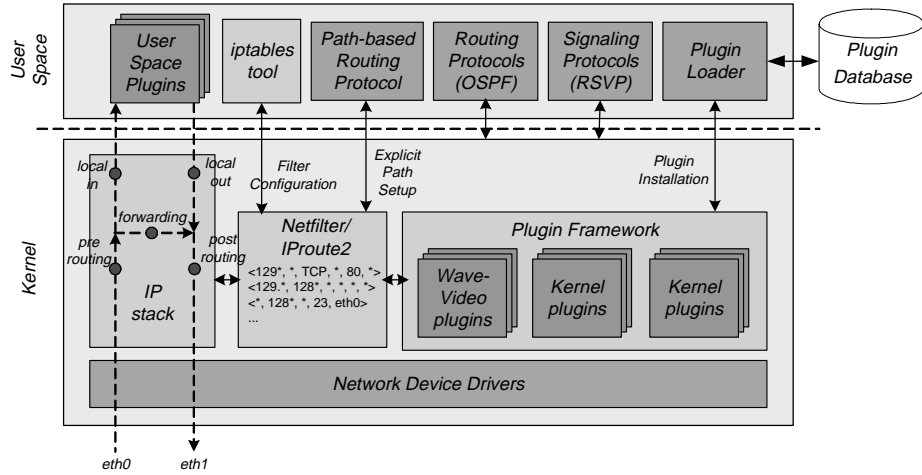 User
Space
User
Space
Plugins
iptables
tool
Path-based
Routing
Protocol
Routing
Protocols
(OSPF)
Signaling
Protocols
(RSVP)
Plugin
Loader
Plugin
Database
Kernel
local
in
local
out
Filter
Configuration
Explicit
Path
Setup
Plugin
Installation
forwarding
pre
routing
post
routing
IP
stack
Netfilter/
IProute2
<129*, *, TCP, *, 80, *>
<129.*, 128*, *, *, *, *>
<*, 128*, *, 23, eth0>
...
Plugin Framework
Wave-
Video
plugins
Kernel
plugins
Kernel
plugins
Network Device Drivers
eth0
eth1